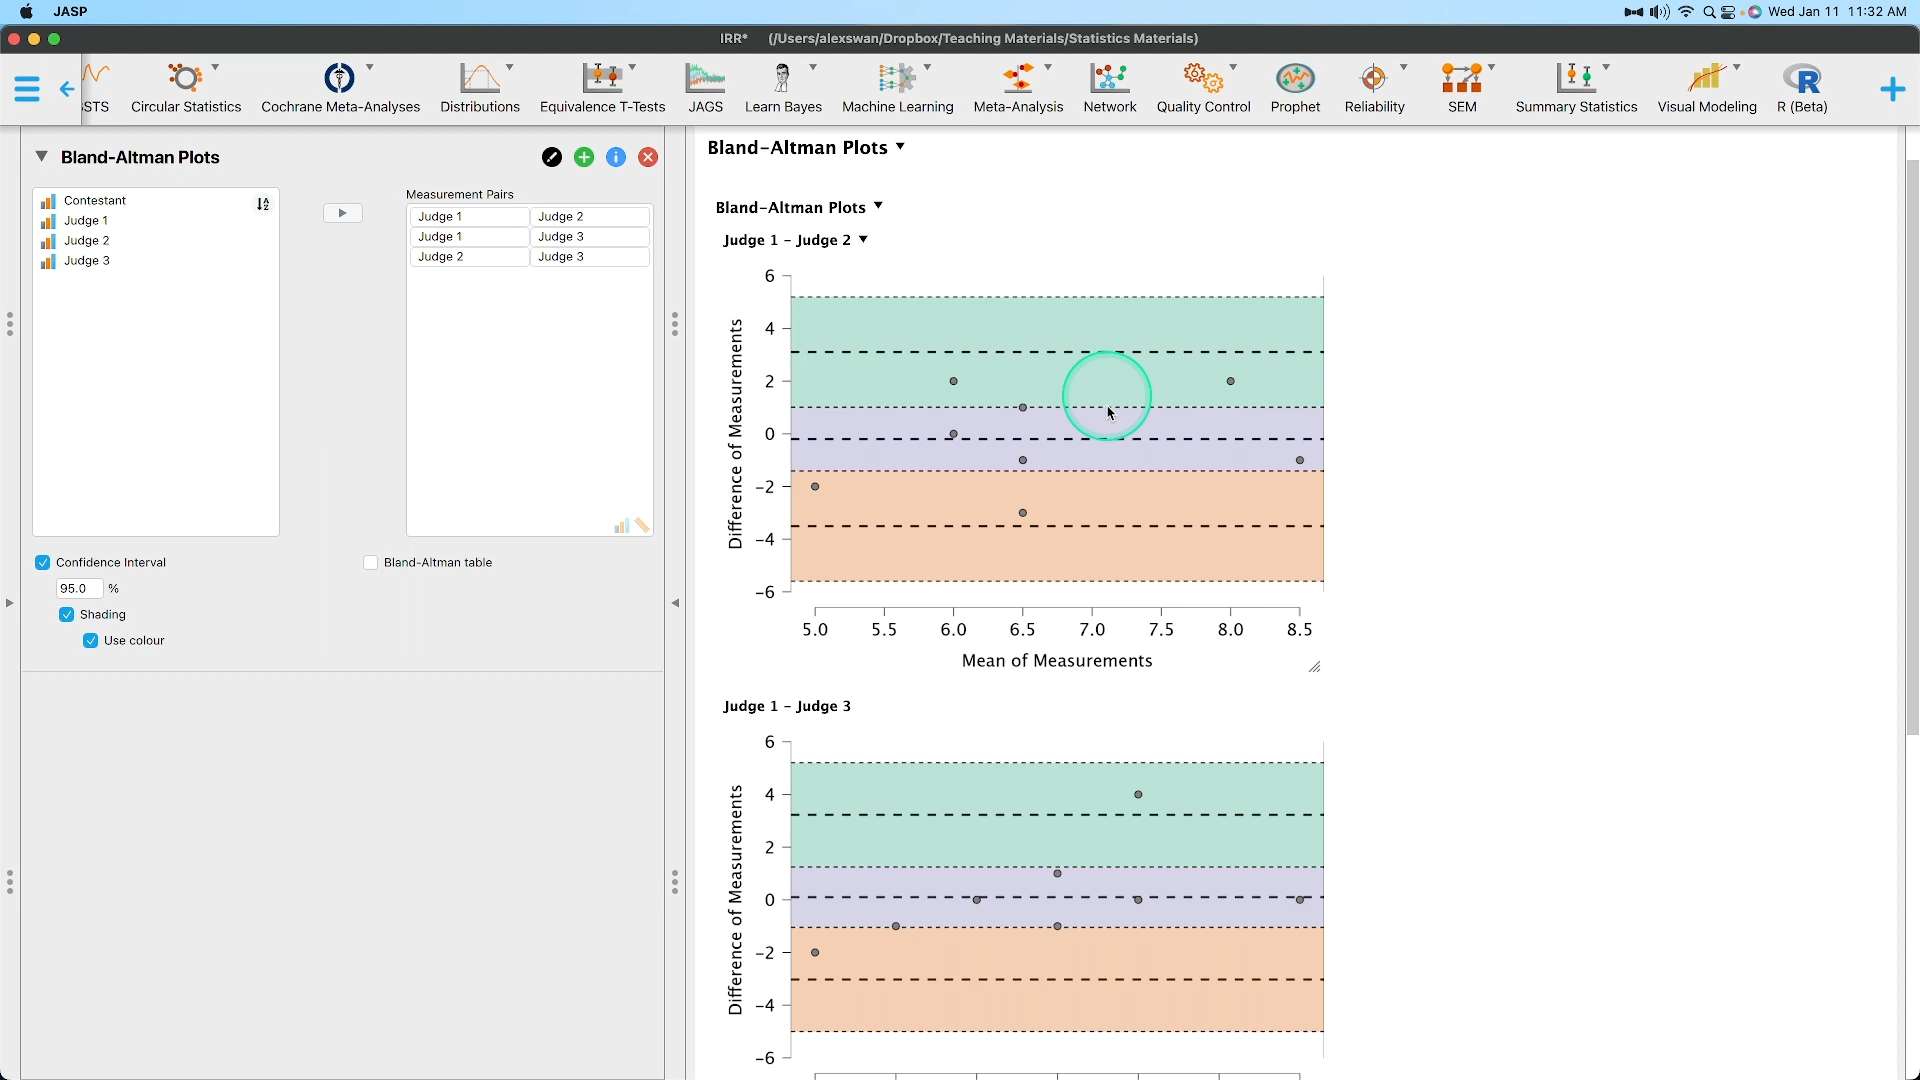 JASP
Wed Jan 11 11:32 AM
IRR* (/Users/alexswan/Dropbox/Teaching Materials/Statistics Materials)
STS
Circular Statistics
Cochrane Meta-Analyses
Distributions
Equivalence T-Tests
JAGS
Learn Bayes
Machine Learning
Meta-Analysis
Network
Quality Control
Prophet
Reliability
SEM
Summary Statistics
Visual Modeling
R (Beta)
Bland-Altman Plots
Contestant
Judge 1
Judge 2
Judge 3
Measurement Pairs
Judge 1 Judge 2
Judge 1 Judge 3
Judge 2 Judge 3
Confidence Interval
95.0 %
Shading
Use colour
Bland-Altman table
Bland-Altman Plots
Bland-Altman Plots
Judge 1 - Judge 2
6
4
2
0
-2
-4
-6
Difference of Measurements
5.0 5.5 6.0 6.5 7.0 7.5 8.0 8.5
Mean of Measurements
Judge 1 - Judge 3
6
4
2
0
-2
-4
-6
Difference of Measurements